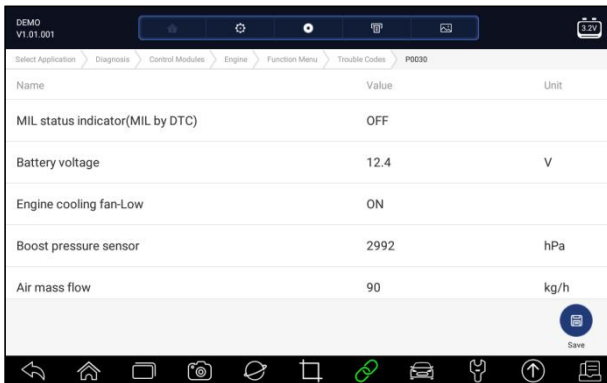 DEMO
V1.01.001
3.2V
Select Application Diagnosis Control Modules Engine Function Menu Trouble Codes P0030
Name Value Unit
MIL status indicator(MIL by DTC) OFF
Battery voltage 12.4 V
Engine cooling fan-Low ON
Boost pressure sensor 2992 hPa
Air mass flow 90 kg/h
Save